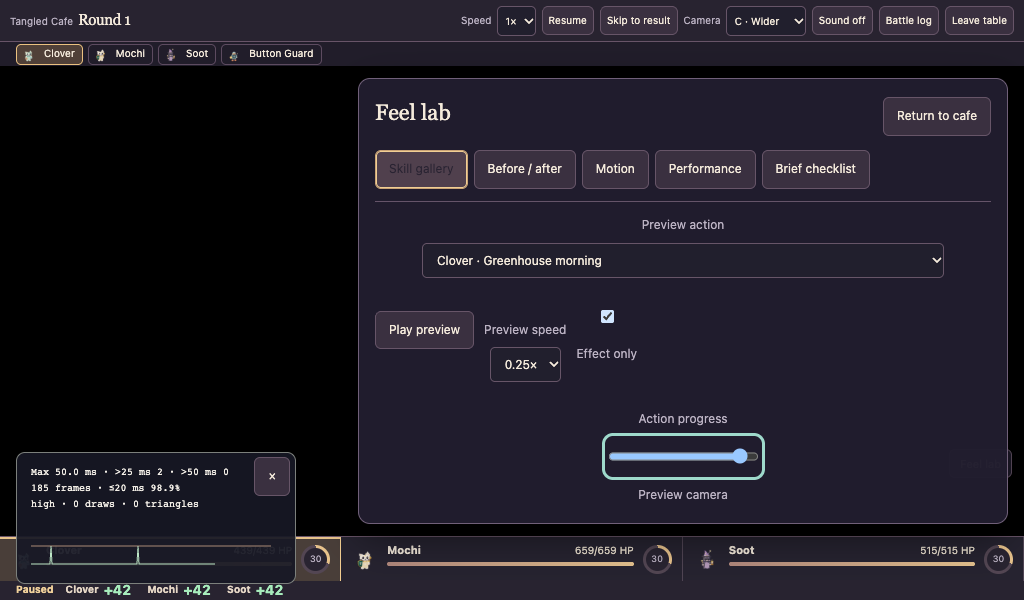 Tangled Cafe Round 1
Speed 1× Resume Skip to result Camera C · Wider Sound off Battle log Leave table
Clover Mochi Soot Button Guard
Feel lab
Return to cafe
Skill gallery Before / after Motion Performance Brief checklist
Preview action
Clover · Greenhouse morning
Play preview
Preview speed
0.25×
Effect only
Action progress
Preview camera
Max 50.0 ms · >25 ms 2 · >50 ms 0
185 frames · ≤20 ms 98.9%
high · 0 draws · 0 triangles
×
Clover
30
Mochi 659/659 HP 30
Soot 515/515 HP 30
Paused Clover +42 Mochi +42 Soot +42